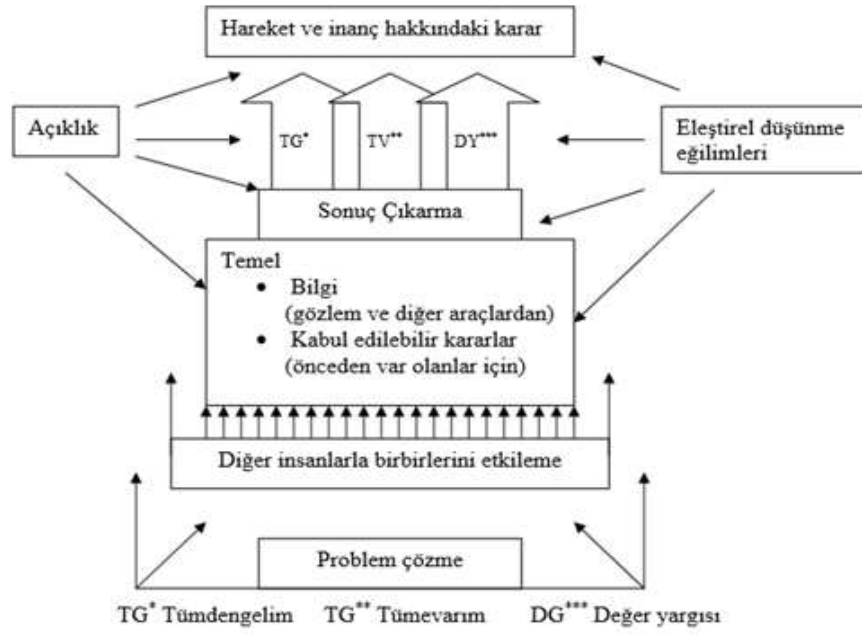 Hareket ve inanç hakkındaki karar
Açıklık
TG*
TV**
DY***
Eleştirel düşünme
eğilimleri
Sonuç Çıkarma
Temel
• Bilgi
(gözlem ve diğer araçlardan)
• Kabul edilebilir kararlar
(önceden var olanlar için)
Diğer insanlarla birbirlerini etkileme
Problem çözme
TG* Tümdengelim TG** Tümevarım DG*** Değer yargısı